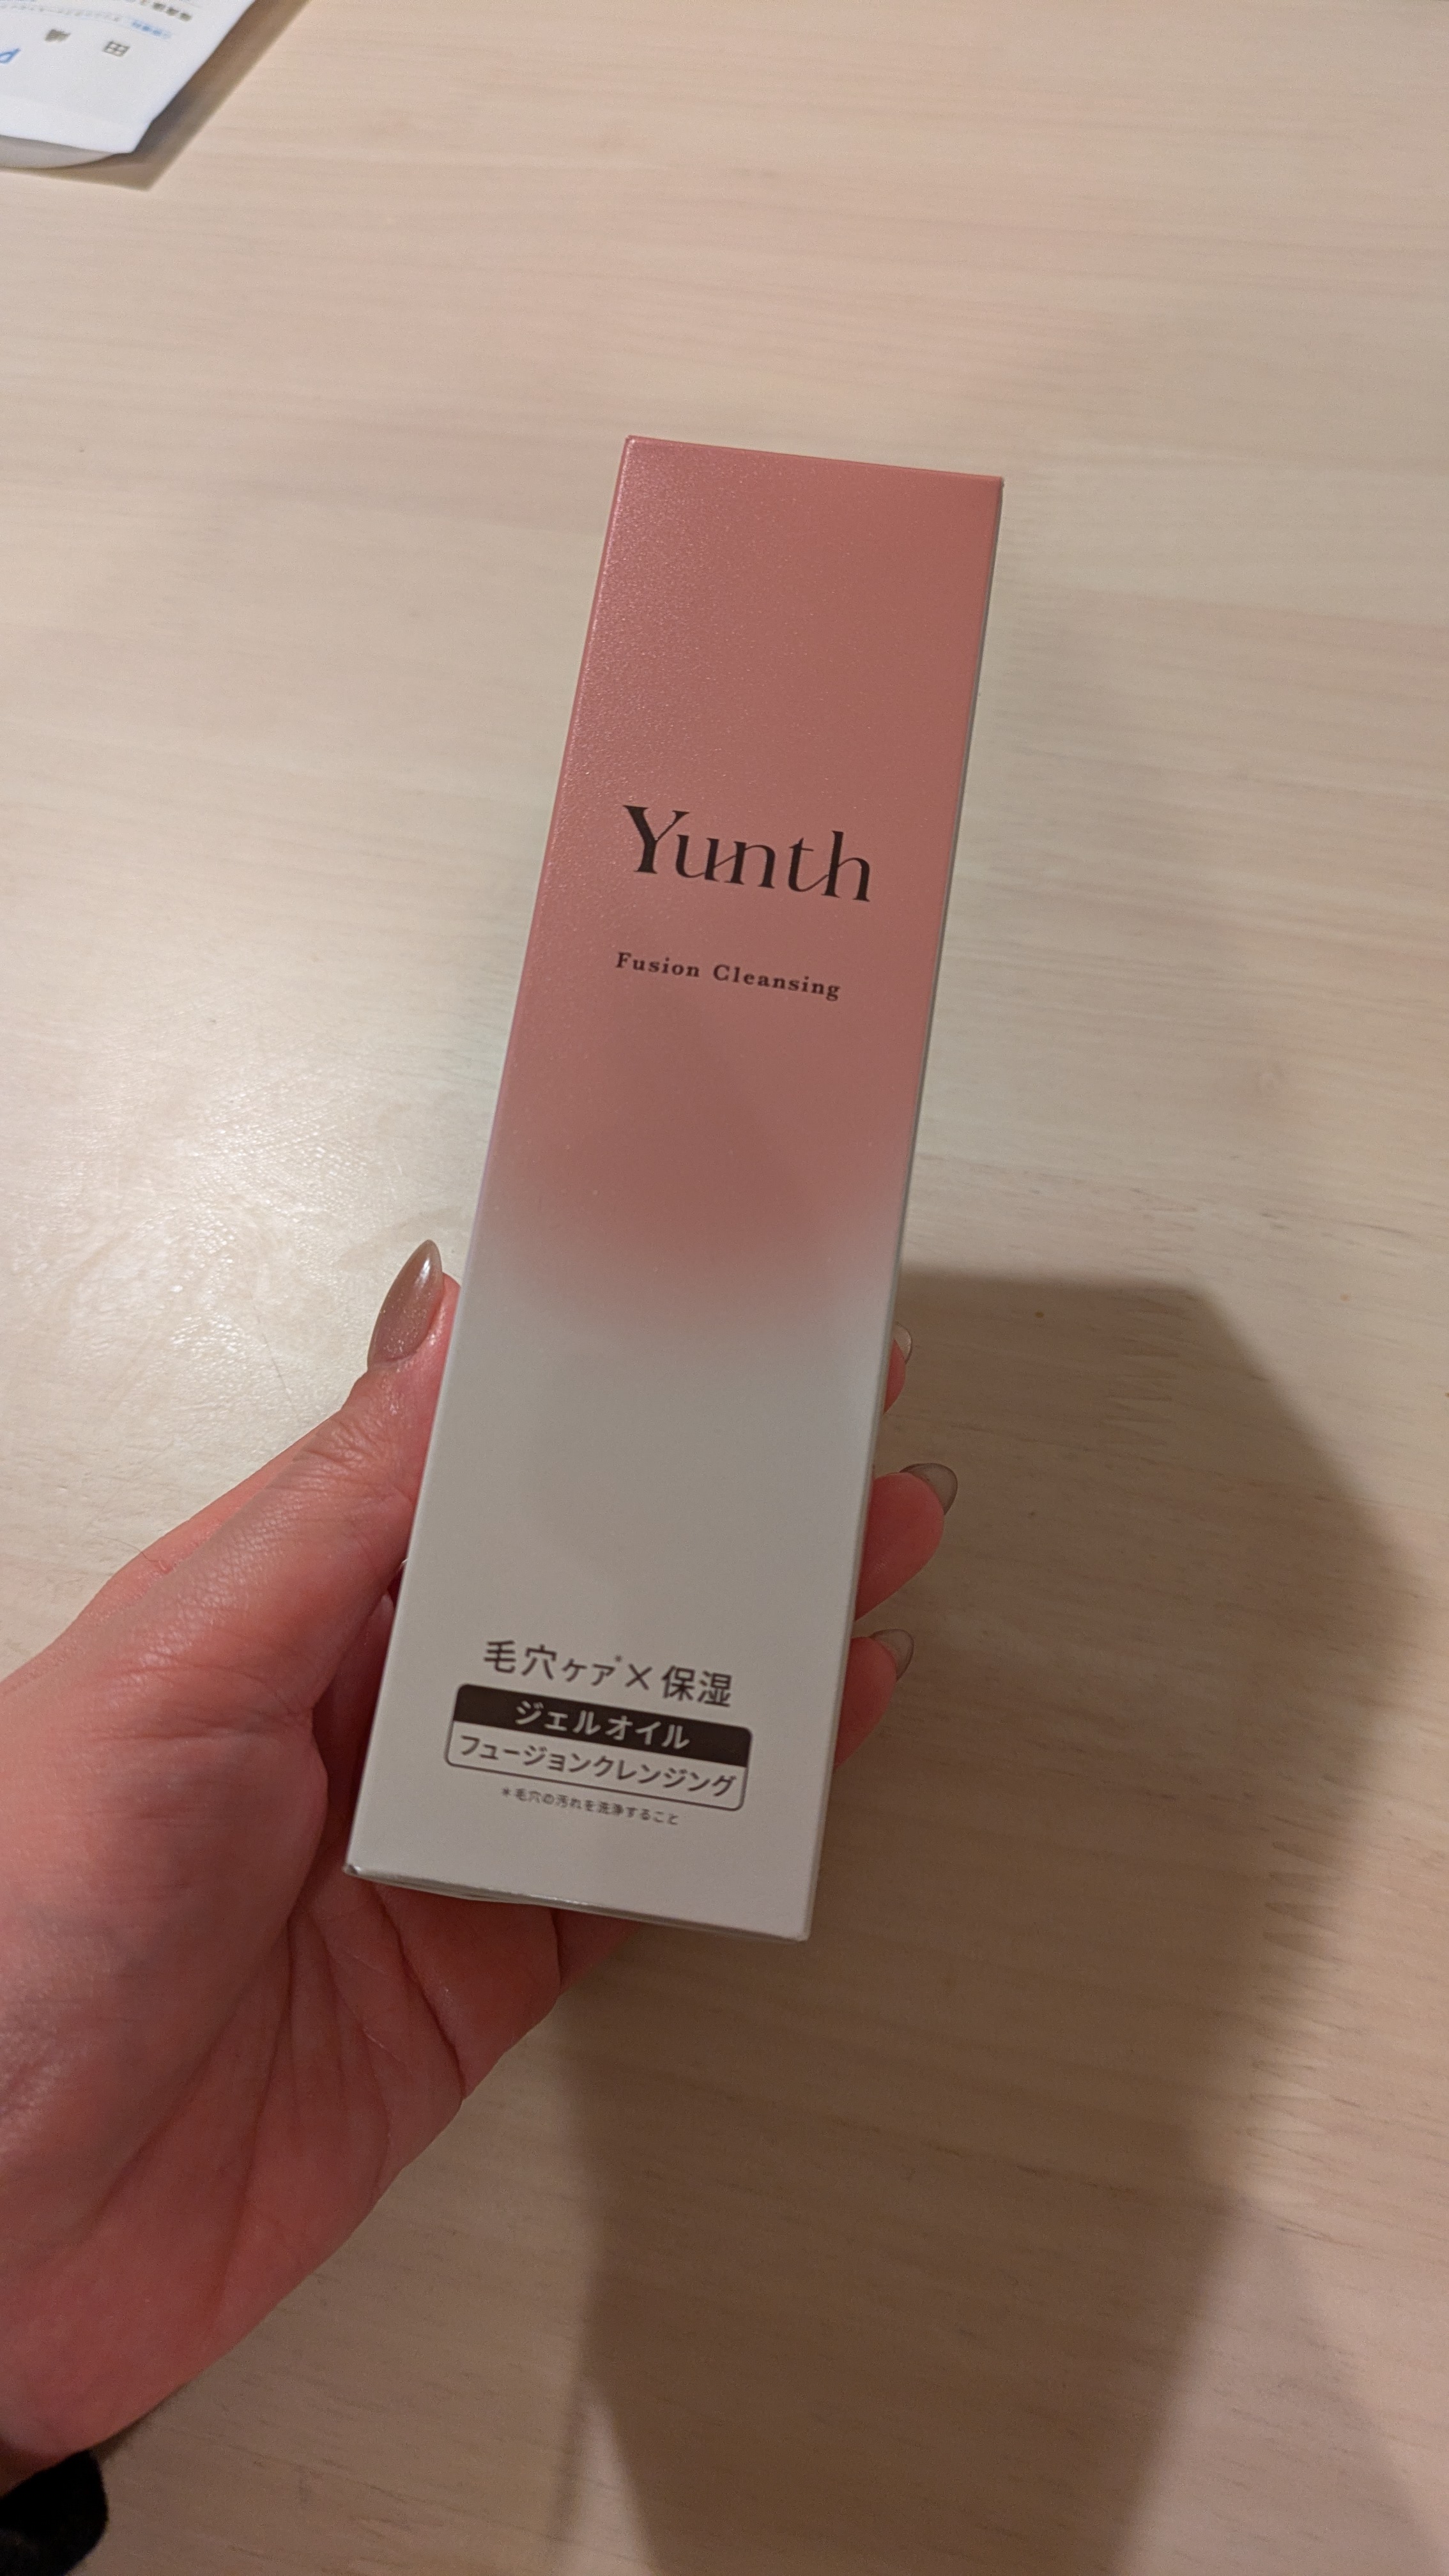 Yunth
Fusion Cleansing
毛穴ケア*×保湿
ジェルオイル
フュージョンクレンジング
*毛穴の汚れを洗浄すること
田